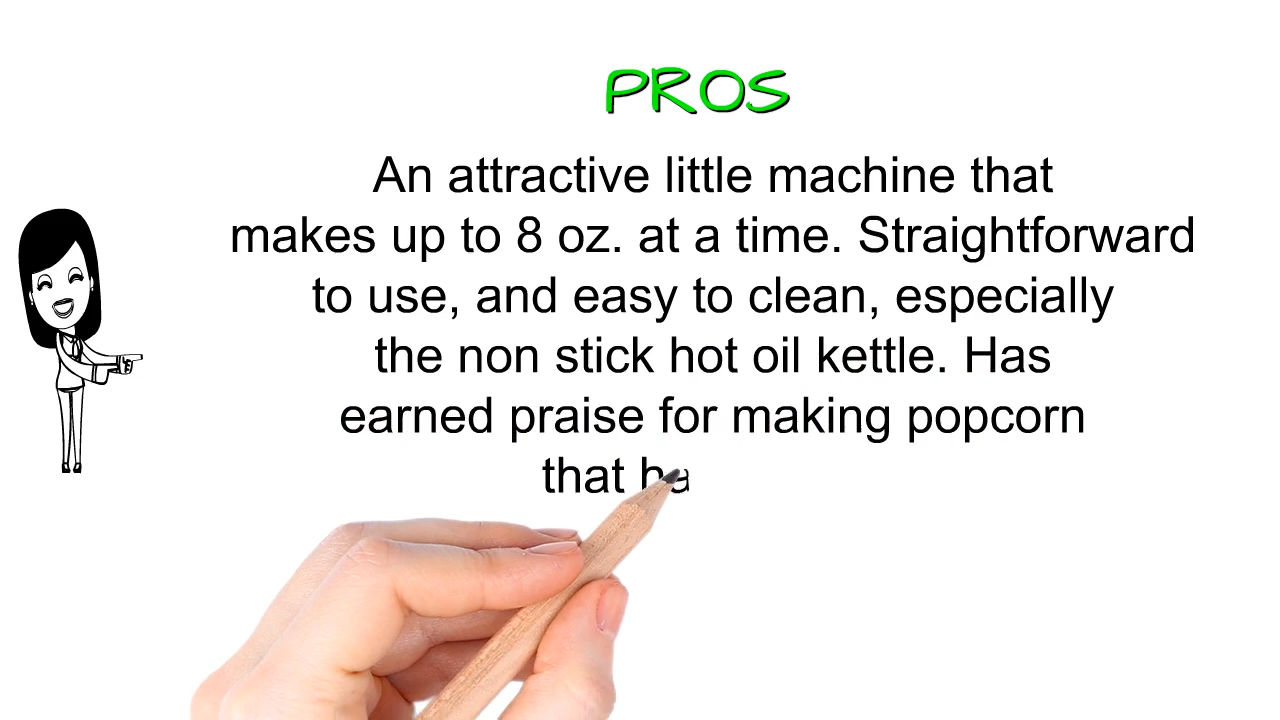 PROS
An attractive little machine that
makes up to 8 oz. at a time. Straightforward
to use, and easy to clean, especially
the non stick hot oil kettle. Has
earned praise for making popcorn
that